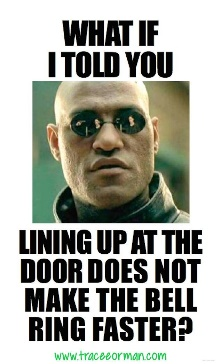 WHAT IF
I TOLD YOU
LINING UP AT THE
DOOR DOES NOT
MAKE THE BELL
RING FASTER?
www.traceeorman.com